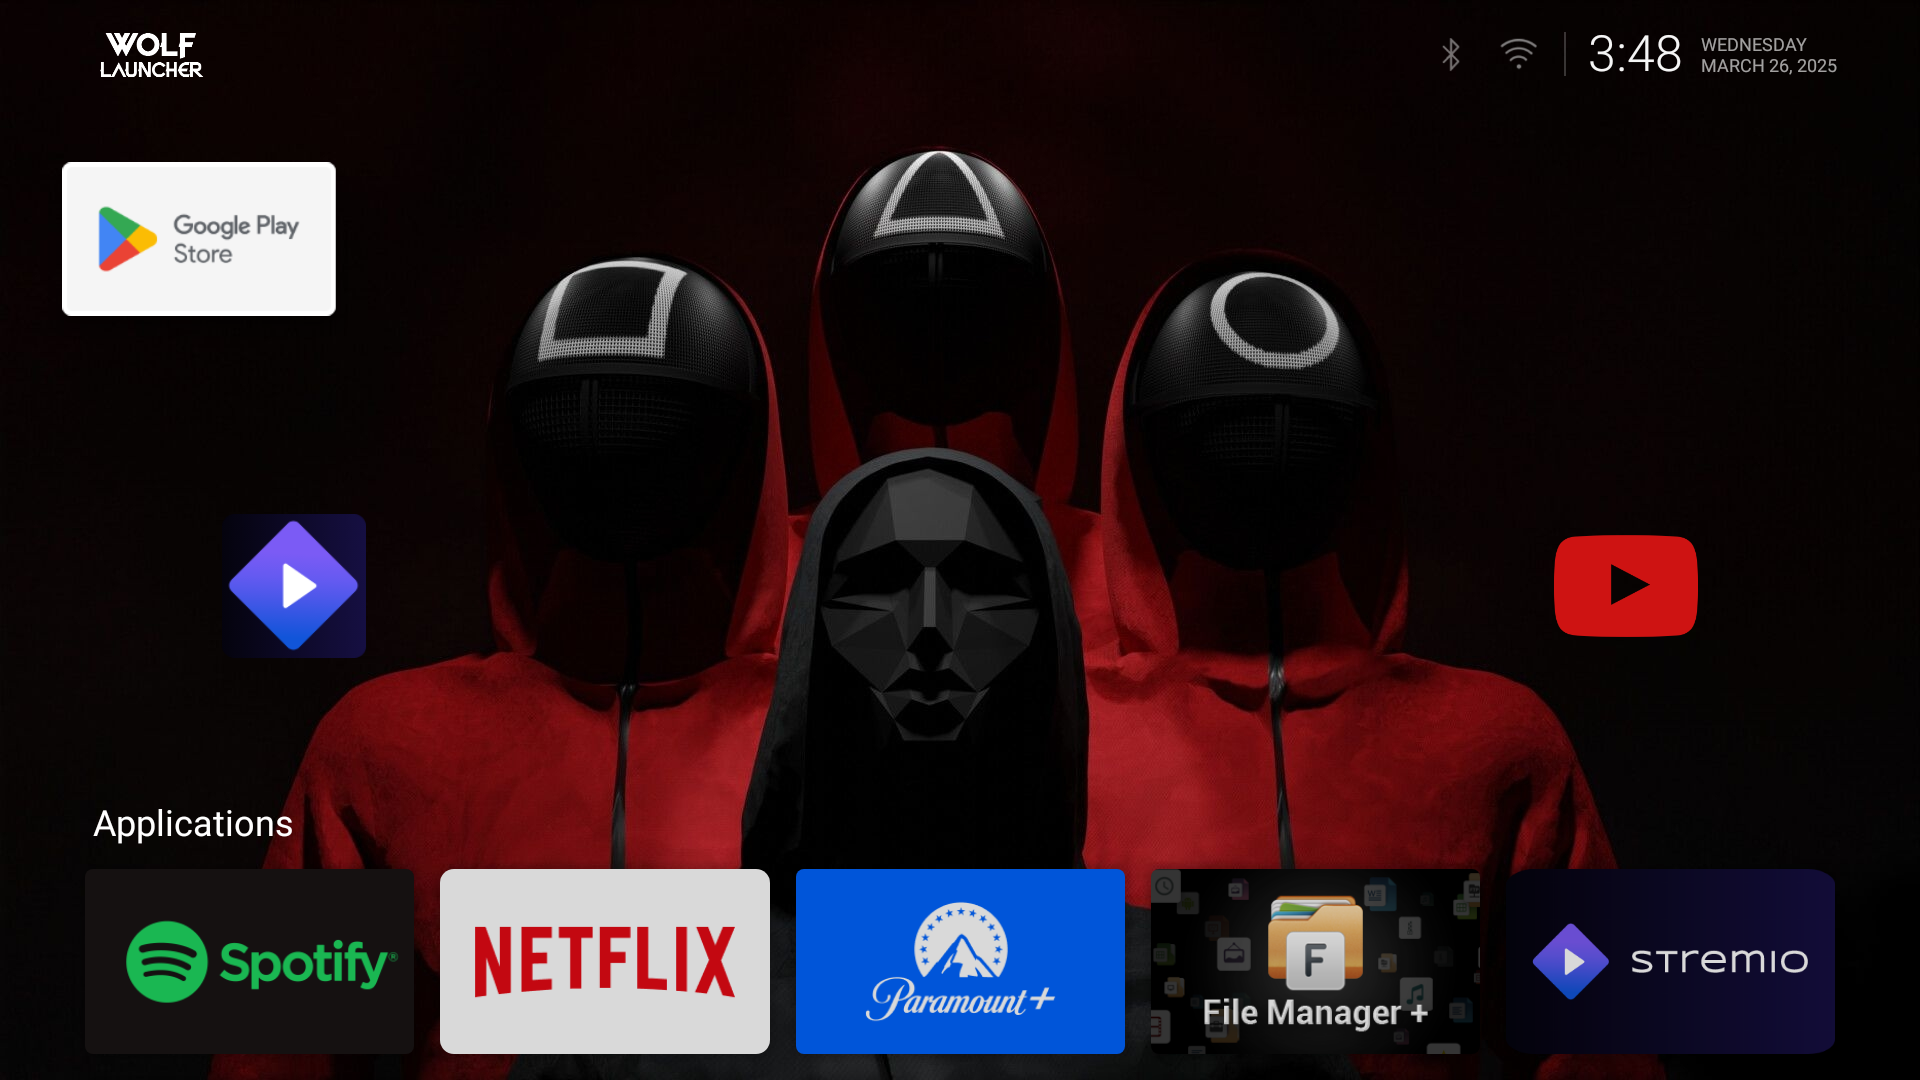 WOLF
LAUNCHER
3:48
WEDNESDAY
MARCH 26, 2025
Google Play
Store
Applications
Spotify®
NETFLIX
Paramount+
F
File Manager +
STREMIO